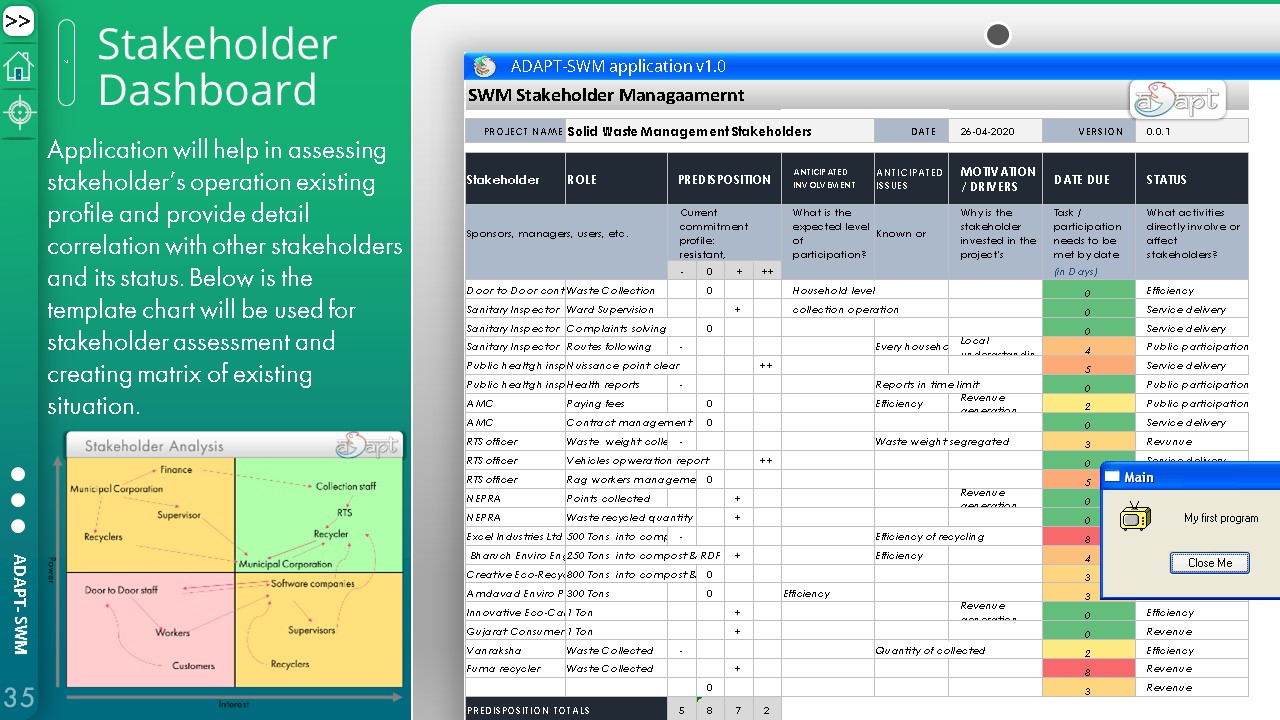 >>
Stakeholder
Dashboard
Application will help in assessing
stakeholder's operation existing
profile and provide detail
correlation with other stakeholders
and its status. Below is the
template chart will be used for
stakeholder assessment and
creating matrix of existing
situation.
Stakeholder Analysis adapt
Finance
Municipal Corporation
Collection staff
Supervisor
RTS
Recyclers
Recycler
Municipal Corporation
Power
Door to Door staff
Software companies
Workers
Supervisors
Customers
Recyclers
Interest
ADAPT- SWM
35
ADAPT-SWM application v1.0
SWM Stakeholder Managaamernt
adapt
PROJECT NAME Solid Waste Management Stakeholders DATE 26-04-2020 VERSION 0.0.1
Stakeholder ROLE PREDISPOSITION ANTICIPATED INVOLVEMENT ANTICIPATED ISSUES MOTIVATION / DRIVERS DATE DUE STATUS
Sponsors, managers, users, etc. Current commitment profile: resistant, What is the expected level of participation? Known or Why is the stakeholder invested in the project's Task / participation needs to be met by date What activities directly involve or affect stakeholders?
- 0 + ++ (in Days)
Door to Door cont Waste Collection 0 Household level 0 Efficiency
Sanitary Inspector Ward Supervision + collection operation 0 Service delivery
Sanitary Inspector Complaints solving 0 0 Service delivery
Sanitary Inspector Routes following - Every househc Local understandin 4 Public participation
Public healtgh insp Nuissance point clear ++ 5 Service delivery
Public healtgh insp Health reports - Reports in time limit 0 Public participation
AMC Paying fees 0 Efficiency Revenue generation 2 Public participation
AMC Contract management 0 0 Service delivery
RTS officer Waste weight colle - Wast weight segregated 3 Revunue
RTS officer Vehicles opweration report ++ 0 Service delivery
RTS officer Rag workers manageme 0 5
NEPRA Points collected + Revenue generation 0
NEPRA Waste recycled quantity + 0
Excel Industries Ltd 500 Tons into comp - Efficiency of recycling 8
Bharuch Enviro Eng 250 Tons into compost & RDF + Efficiency 4
Creative Eco-Recy 300 Tons into compost & 0 3
Amdavad Enviro P 300 Tons 0 Efficiency 3
Innovative Eco-Ca 1 Ton + Revenue generation 0 Efficiency
Gujarat Consumer 1 Ton + 0 Revenue
Vanraksha Waste Collected - Quantity of collected 2 Efficiency
Fuma recycler Waste Collected + 8 Revenue
0 3 Revenue
PREDISPOSITION TOTALS 5 8 7 2
Main
My first program
Close Me